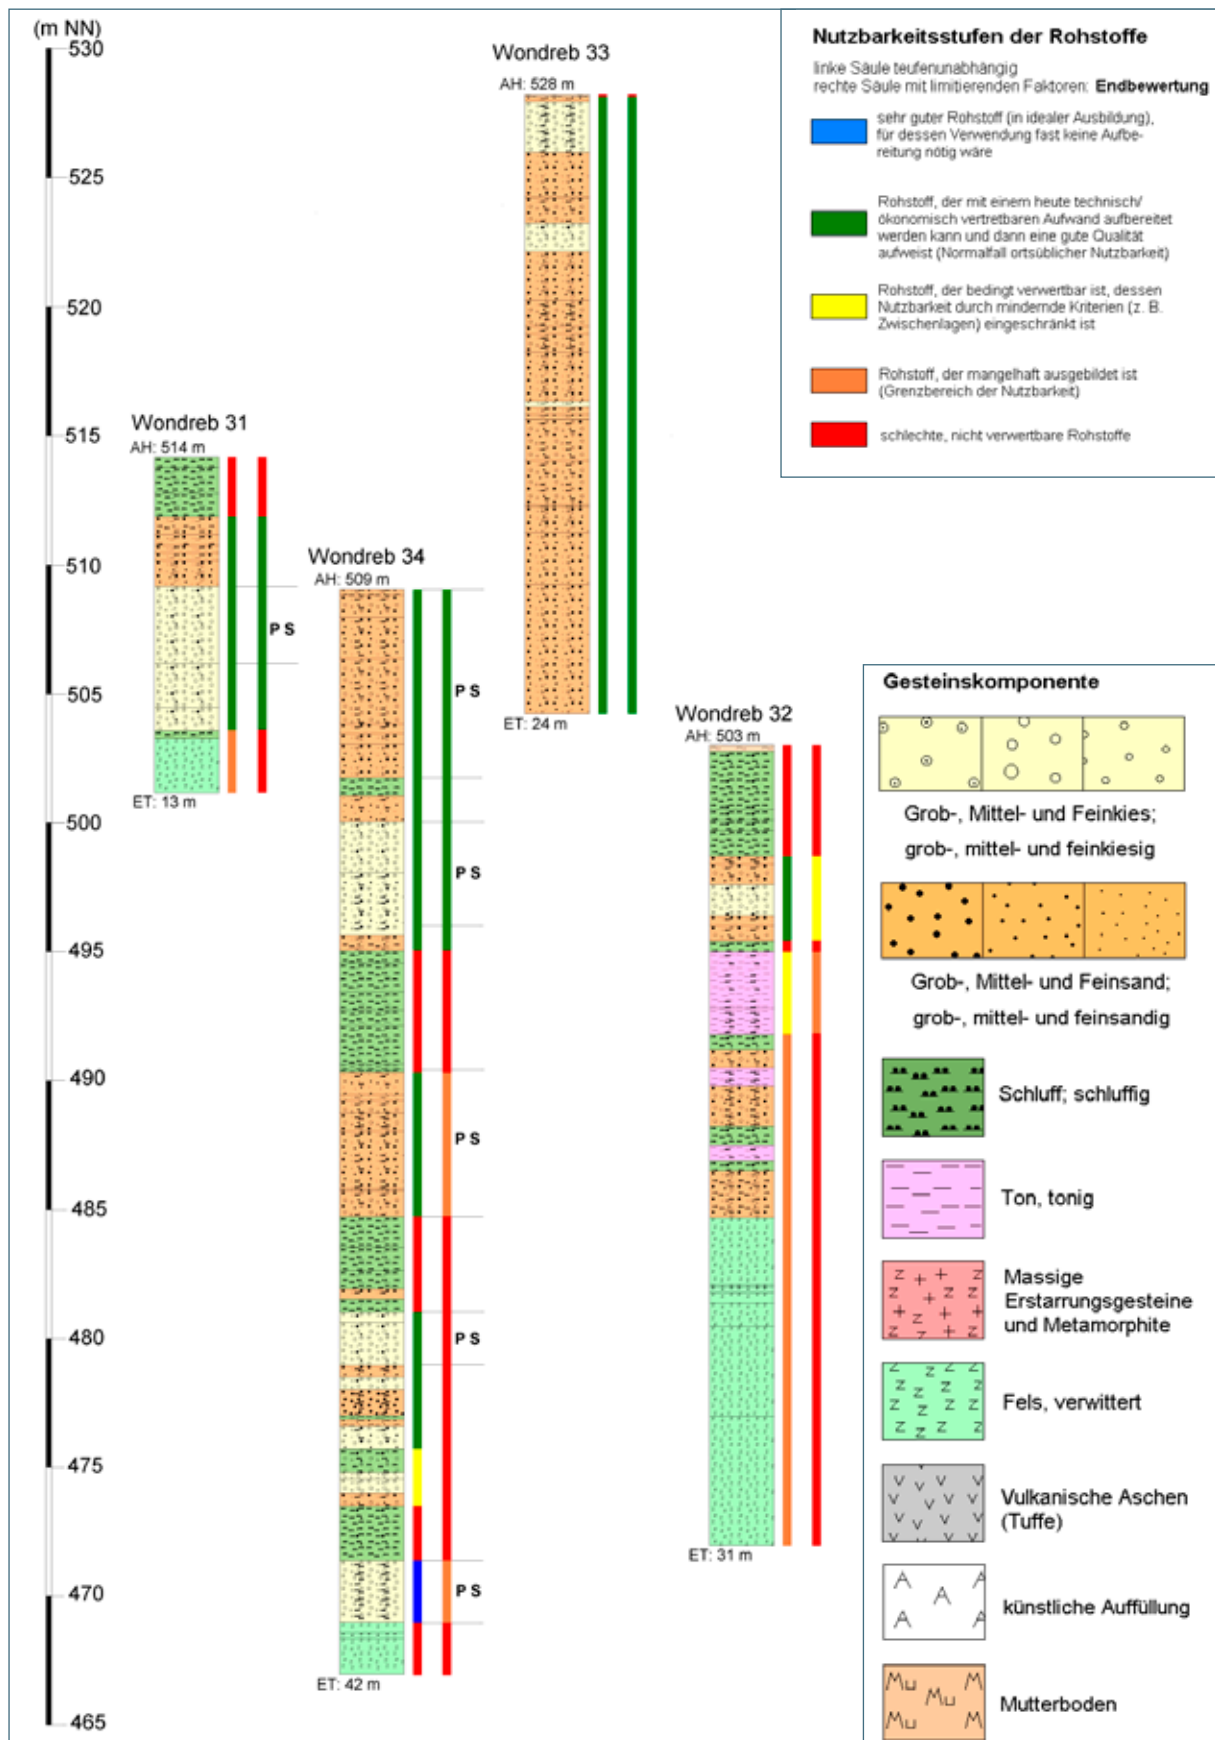 (m NN)
530
525
520
515
510
505
500
495
490
485
480
475
470
465
Wondreb 33
AH: 528 m
ET: 24 m
Wondreb 31
AH: 514 m
P S
ET: 13 m
Wondreb 34
AH: 509 m
P S
P S
P S
P S
P S
ET: 42 m
Wondreb 32
AH: 503 m
ET: 31 m
Nutzbarkeitsstufen der Rohstoffe
linke Säule teufenunabhängig
rechte Säule mit limitierenden Faktoren: Endbewertung
sehr guter Rohstoff (in idealer Ausbildung),
für dessen Verwendung fast keine Aufbe-
reitung nötig wäre
Rohstoff, der mit einem heute technisch/
ökonomisch vertretbaren Aufwand aufbereitet
werden kann und dann eine gute Qualität
aufweist (Normalfall ortsüblicher Nutzbarkeit)
Rohstoff, der bedingt verwertbar ist, dessen
Nutzbarkeit durch mindernde Kriterien (z. B.
Zwischenlagen) eingeschränkt ist
Rohstoff, der mangelhaft ausgebildet ist
(Grenzbereich der Nutzbarkeit)
schlechte, nicht verwertbare Rohstoffe
Gesteinskomponente
Grob-, Mittel- und Feinkies;
grob-, mittel- und feinkiesig
Grob-, Mittel- und Feinsand;
grob-, mittel- und feinsandig
Schluff; schluffig
Ton, tonig
Massige
Erstarrungsgesteine
und Metamorphite
Fels, verwittert
Vulkanische Aschen
(Tuffe)
künstliche Auffüllung
Mutterboden